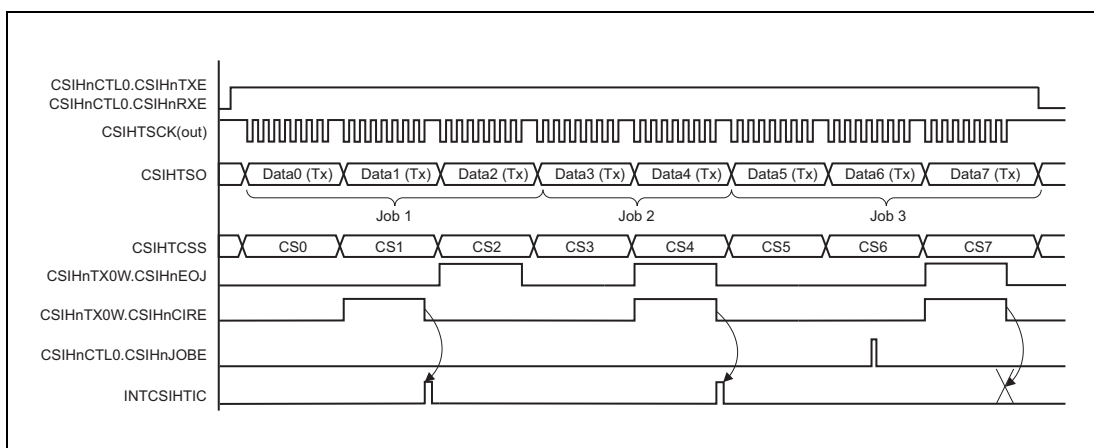 CSIHnCTL0.CSIHnTXE
CSIHnCTL0.CSIHnRXE
CSIHTSCK(out)
CSIHTSO Data0 (Tx) Data1 (Tx) Data2 (Tx) Data3 (Tx) Data4 (Tx) Data5 (Tx) Data6 (Tx) Data7 (Tx)
Job 1 Job 2 Job 3
CSIHTCSS CS0 CS1 CS2 CS3 CS4 CS5 CS6 CS7
CSIHnTX0W.CSIHnEOJ
CSIHnTX0W.CSIHnCIRE
CSIHnCTL0.CSIHnJOBE
INTCSIHTIC